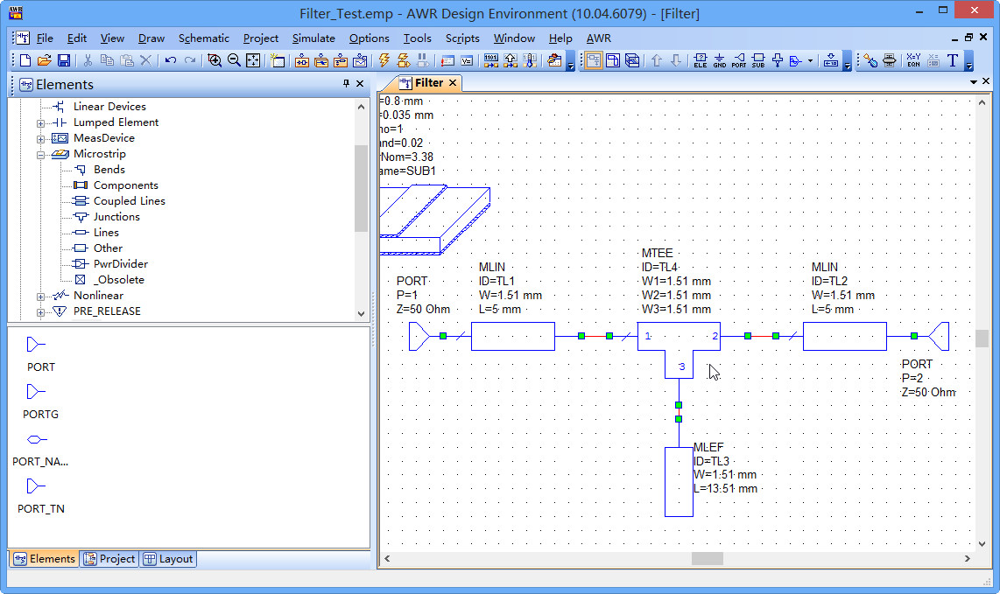 AWR
Filter_Test.emp - AWR Design Environment (10.04.6079) - [Filter]
File Edit View Draw Schematic Project Simulate Options Tools Scripts Window Help AWR
ELE GND PORT SUB X=Y EQN T
Elements
Linear Devices
Lumped Element
MeasDevice
Microstrip
Bends
Components
Coupled Lines
Junctions
Lines
Other
PwrDivider
_Obsolete
Nonlinear
PRE_RELEASE
PORT
PORTG
PORT_NA...
PORT_TN
Elements Project Layout
Filter
=0.8 mm
=0.035 mm
no=1
and=0.02
rNom=3.38
ame=SUB1
PORT
P=1
Z=50 Ohm
MLIN
ID=TL1
W=1.51 mm
L=5 mm
MTEE
ID=TL4
W1=1.51 mm
W2=1.51 mm
W3=1.51 mm
MLIN
ID=TL2
W=1.51 mm
L=5 mm
1 2
3
PORT
P=2
Z=50 Ohm
MLEF
ID=TL3
W=1.51 mm
L=13.51 mm